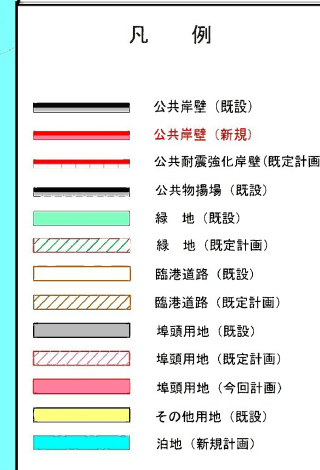 凡　例
公共岸壁（既設）
公共岸壁（新規）
公共耐震強化岸壁(既定計画
公共物揚場（既設）
緑　地（既設）
緑　地（既定計画）
臨港道路（既設）
臨港道路（既定計画）
埠頭用地（既設）
埠頭用地（既定計画）
埠頭用地（今回計画）
その他用地（既設）
泊地（新規計画）